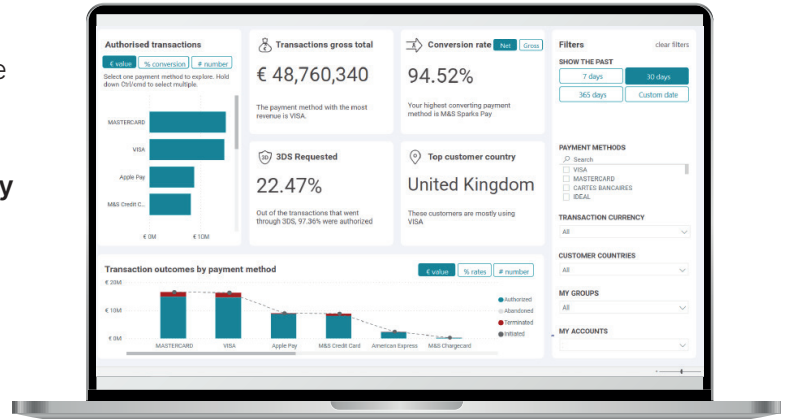 e
y
Authorised transactions
€ value
% conversion
# number
Select one payment method to explore. Hold
down Ctrl/cmd to select multiple.
MASTERCARD
VISA
Apple Pay
M&S Credit C...
€ 0M
€ 10M
Transactions gross total
€ 48,760,340
The payment method with the most
revenue is VISA.
Conversion rate
Net
Gross
94.52%
Your highest converting payment
method is M&S Sparks Pay
3D
3DS Requested
22.47%
Out of the transactions that went
through 3DS, 97.36% were authorized
Top customer country
United Kingdom
These customers are mostly using
VISA
Transaction outcomes by payment method
€ value
% rates
# number
€ 20M
€ 10M
€ 0M
MASTERCARD
VISA
Apple Pay
M&S Credit Card
American Express
M&S Chargecard
Authorized
Abandoned
Terminated
Initiated
Filters
clear filters
SHOW THE PAST
7 days
30 days
365 days
Custom date
PAYMENT METHODS
Search
VISA
MASTERCARD
CARTES BANCAIRES
IDEAL
TRANSACTION CURRENCY
All
CUSTOMER COUNTRIES
All
MY GROUPS
All
MY ACCOUNTS